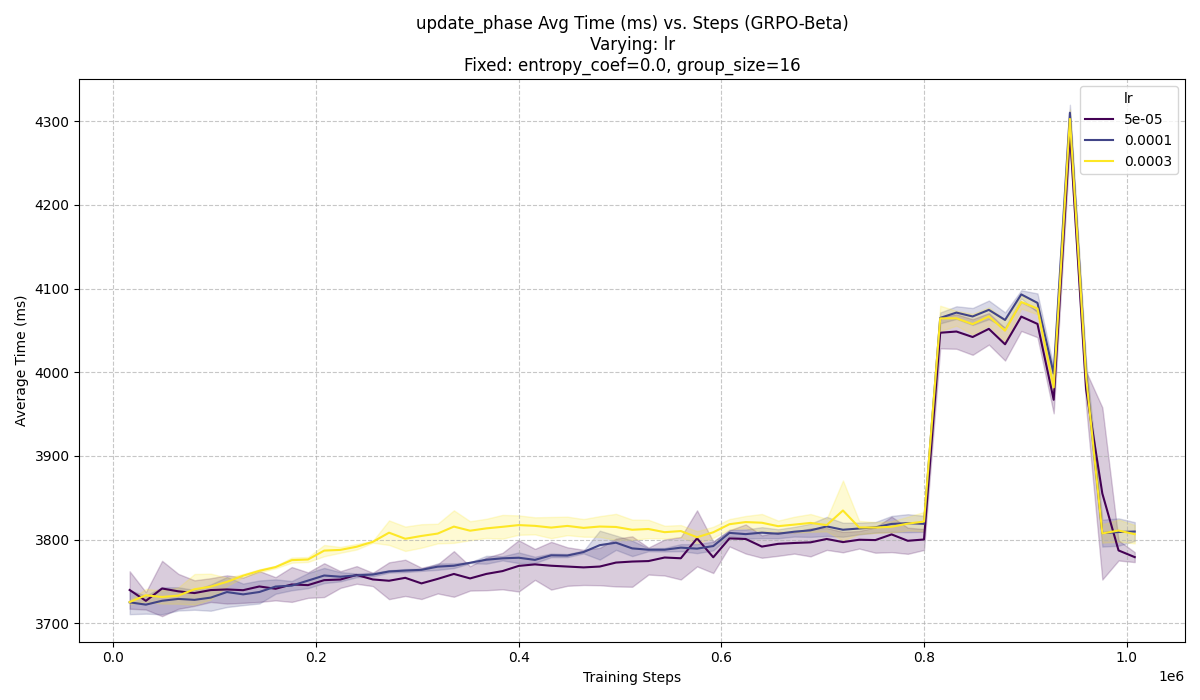 update_phase Avg Time (ms) vs. Steps (GRPO-Beta)
Varying: lr
Fixed: entropy_coef=0.0, group_size=16
lr
5e-05
0.0001
0.0003
Average Time (ms)
4300
4200
4100
4000
3900
3800
3700
0.0
0.2
0.4
0.6
0.8
1.0
1e6
Training Steps